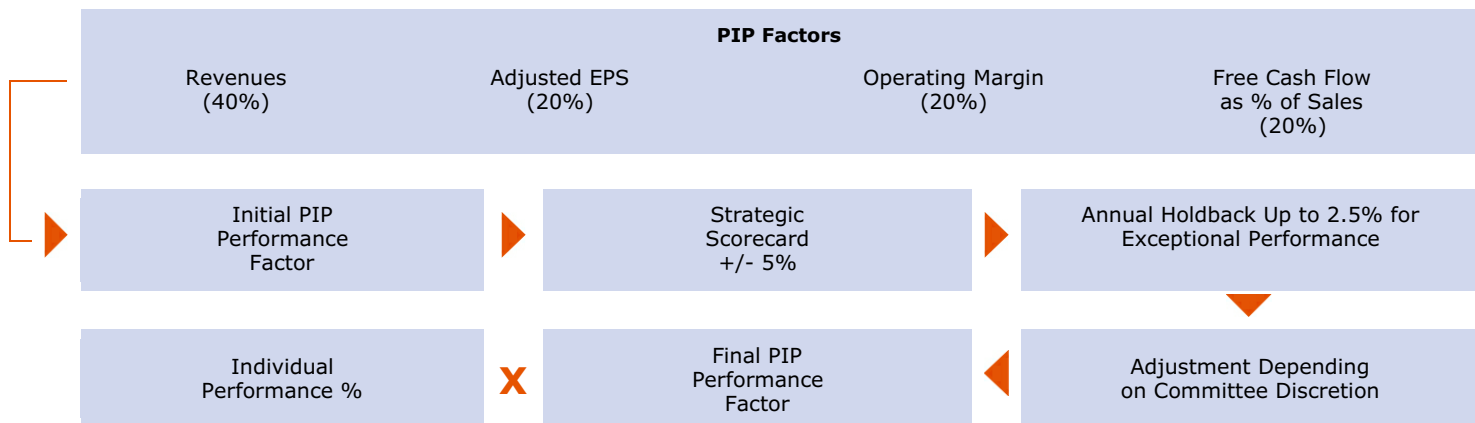 PIP Factors
Revenues
(40%)
Adjusted EPS
(20%)
Operating Margin
(20%)
Free Cash Flow
as % of Sales
(20%)
Initial PIP
Performance
Factor
Strategic
Scorecard
+/- 5%
Annual Holdback Up to 2.5% for
Exceptional Performance
Individual
Performance %
X
Final PIP
Performance
Factor
Adjustment Depending
on Committee Discretion